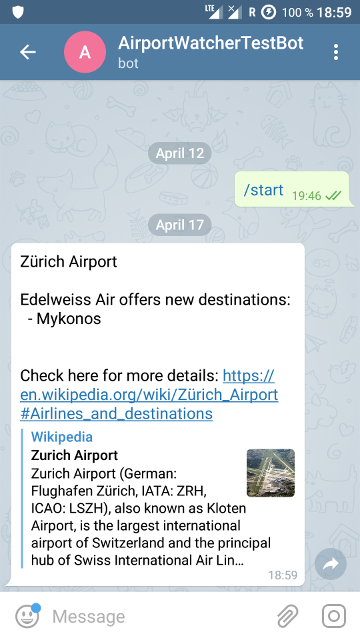 LTE R 100 % 18:59
AirportWatcherTestBot
A
bot
April 12
/start 19:46
April 17
Zürich Airport
Edelweiss Air offers new destinations:
- Mykonos
Check here for more details: https://
en.wikipedia.org/wiki/Zürich_Airport
#Airlines_and_destinations
Wikipedia
Zurich Airport
Zurich Airport (German:
Flughafen Zürich, IATA: ZRH,
ICAO: LSZH), also known as Kloten
Airport, is the largest international
airport of Switzerland and the principal
hub of Swiss International Air Lin...
18:59
Message